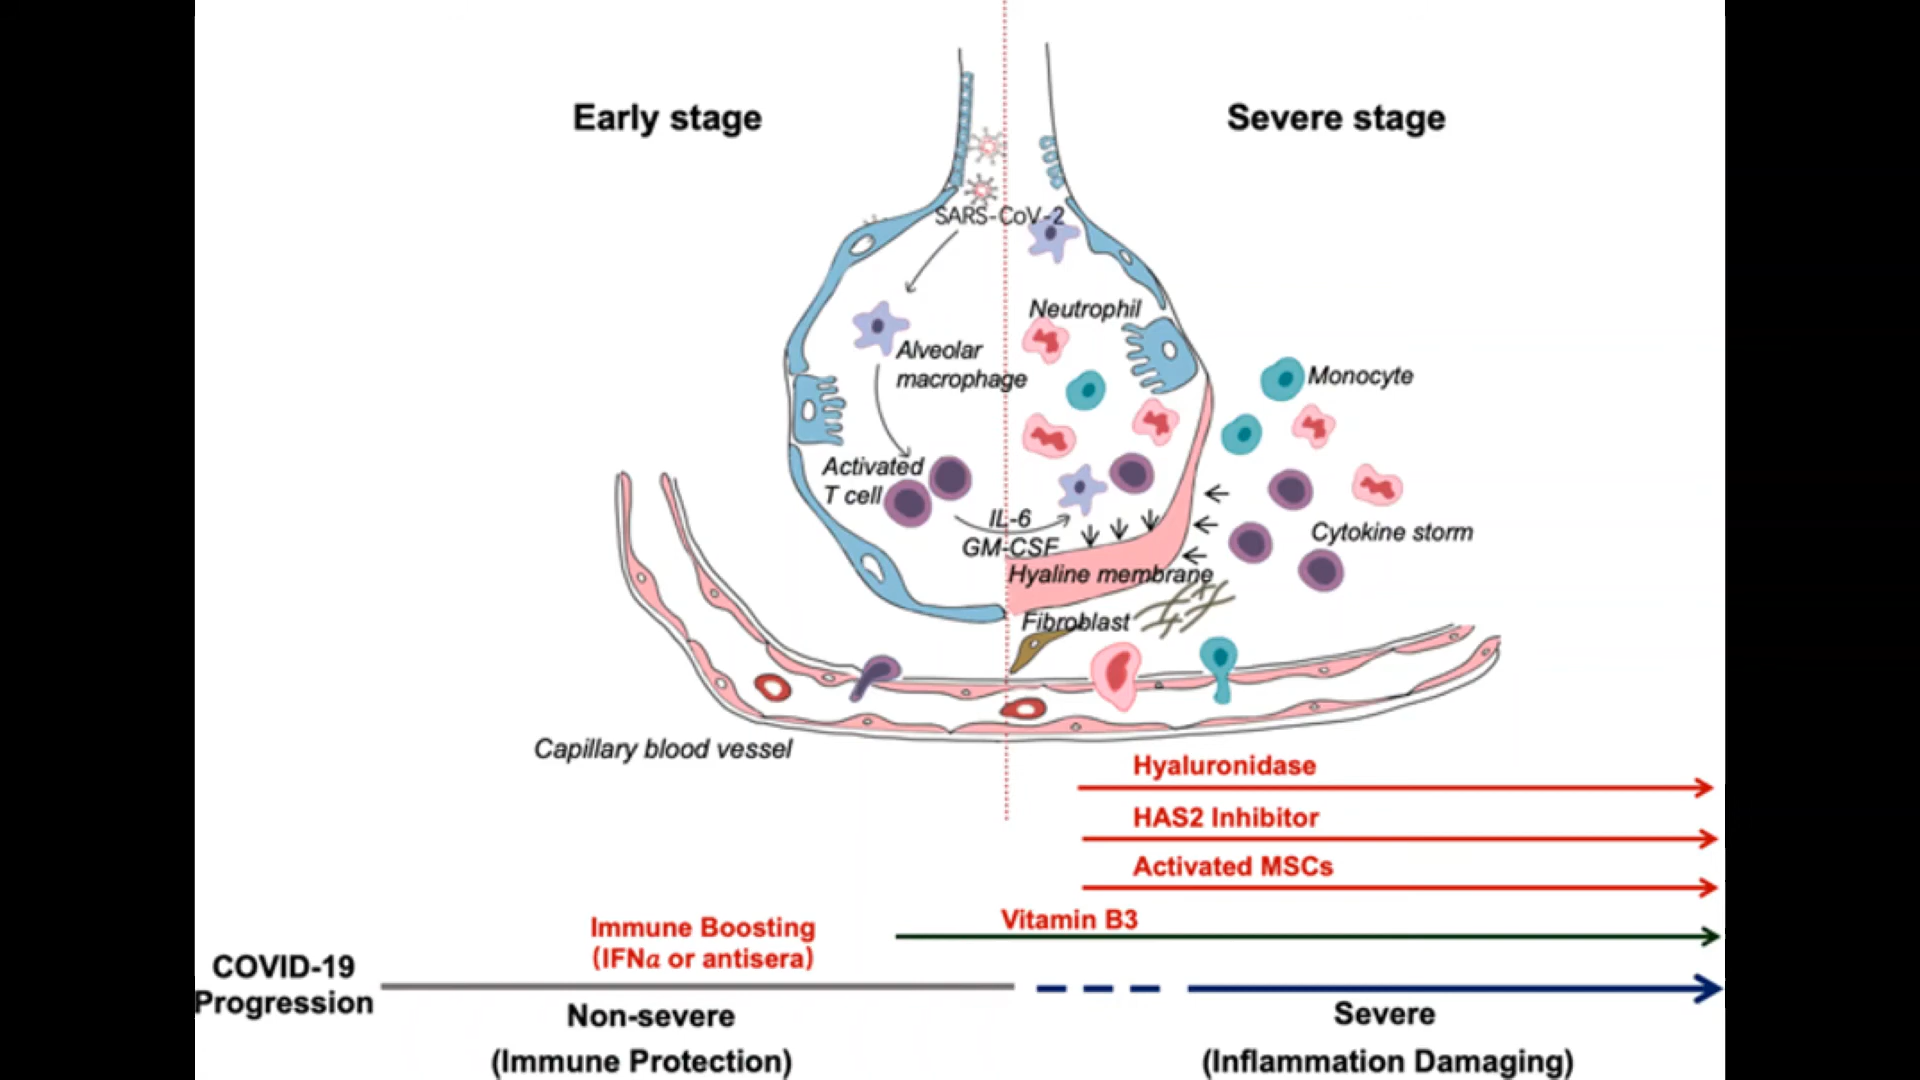 Early stage
Severe stage
SARS-CoV-2
Neutrophil
Alveolar
macrophage
Monocyte
Activated
T cell
IL-6
GM-CSF
Cytokine storm
Hyaline membrane
Fibroblast
Capillary blood vessel
Hyaluronidase
HAS2 Inhibitor
Activated MSCs
Vitamin B3
Immune Boosting
(IFNα or antisera)
COVID-19
Progression
Non-severe
(Immune Protection)
Severe
(Inflammation Damaging)